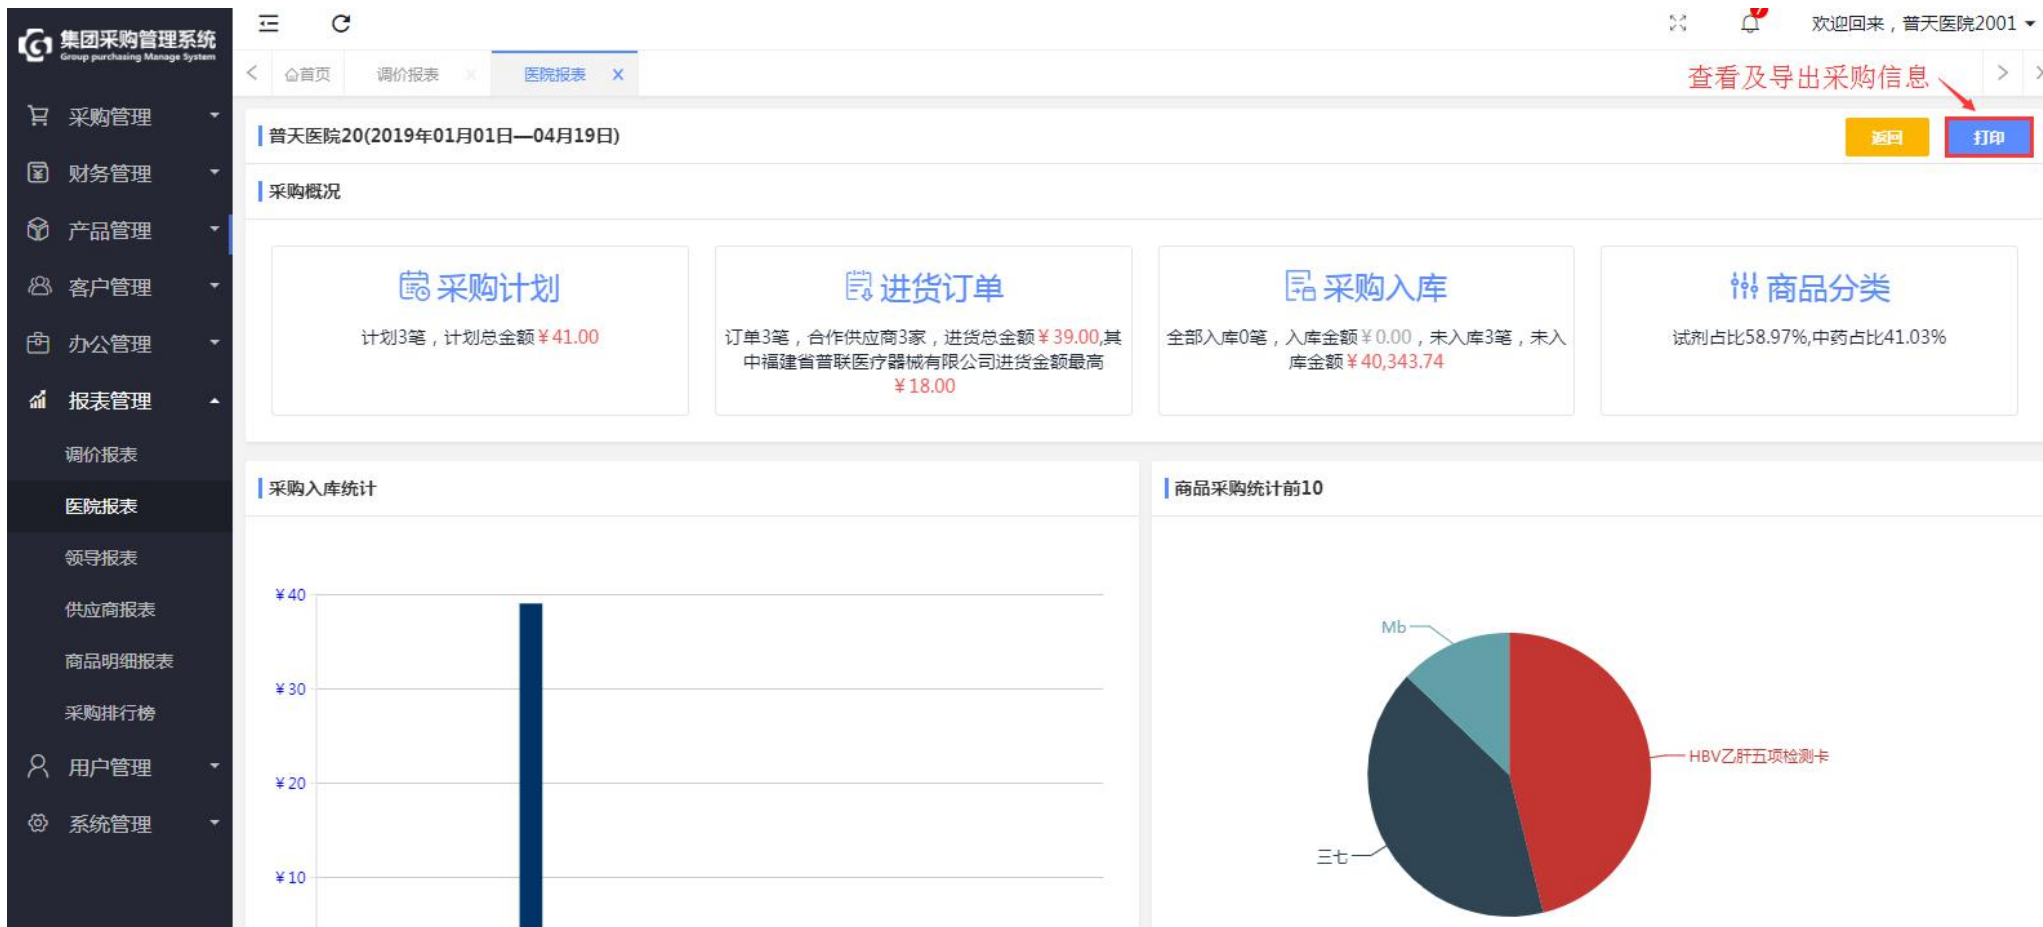 集团采购管理系统
Group purchasing Manage System
欢迎回来，普天医院2001
首页
调价报表
医院报表
查看及导出采购信息
采购管理
财务管理
产品管理
客户管理
办公管理
报表管理
调价报表
医院报表
领导报表
供应商报表
商品明细报表
采购排行榜
用户管理
系统管理
普天医院20(2019年01月01日—04月19日)
返回
打印
采购概况
采购计划
计划3笔，计划总金额￥41.00
进货订单
订单3笔，合作供应商3家，进货总金额￥39.00,其
中福建省普联医疗器械有限公司进货金额最高
￥18.00
采购入库
全部入库0笔，入库金额￥0.00，未入库3笔，未入
库金额￥40,343.74
商品分类
试剂占比58.97%,中药占比41.03%
采购入库统计
￥40
￥30
￥20
￥10
商品采购统计前10
Mb
HBV乙肝五项检测卡
三七